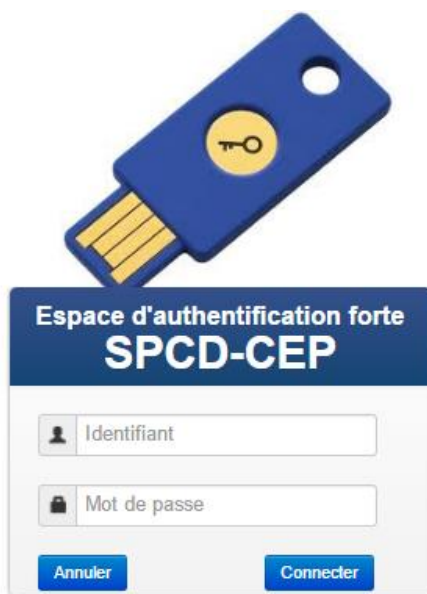 Espace d'authentification forte
SPCD-CEP
Identifiant
Mot de passe
Annuler
Connecter